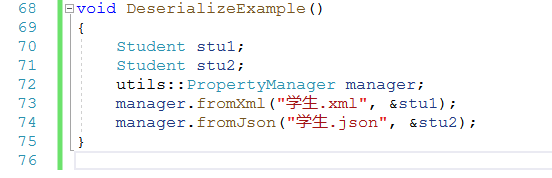 68 void DeserializeExample()
69 {
70 Student stu1;
71 Student stu2;
72 utils::PropertyManager manager;
73 manager.fromXml("学生.xml", &stu1);
74 manager.fromJson("学生.json", &stu2);
75 }
76